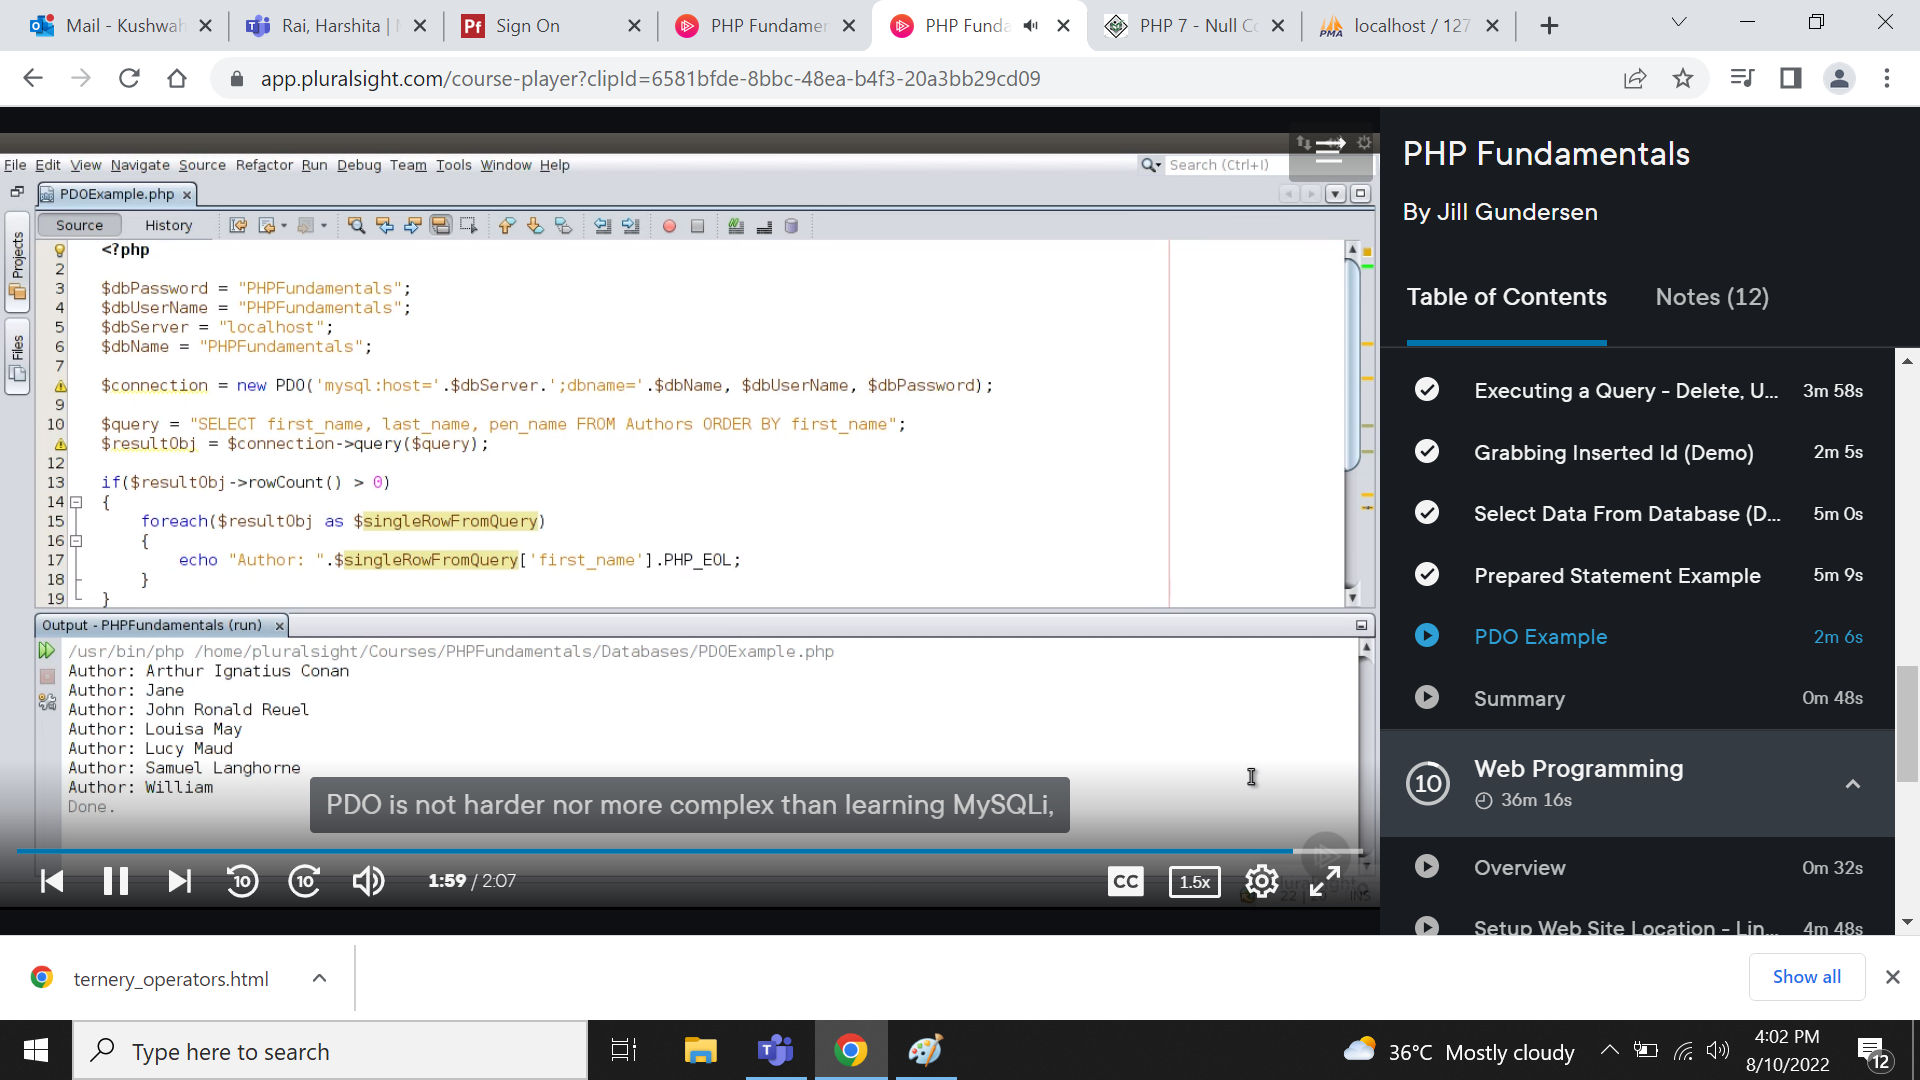 Mail - Kushwah
Rai, Harshita |
Sign On
PHP Fundamen
PHP Funda
PHP 7 - Null Co
localhost / 127
app.pluralsight.com/course-player?clipId=6581bfde-8bbc-48ea-b4f3-20a3bb29cd09
File Edit View Navigate Source Refactor Run Debug Team Tools Window Help
Search (Ctrl+I)
PDOExample.php
Source History
Projects
Files
<?php
2
3 $dbPassword = "PHPFundamentals";
4 $dbUserName = "PHPFundamentals";
5 $dbServer = "localhost";
6 $dbName = "PHPFundamentals";
7
$connection = new PDO('mysql:host='.$dbServer.';dbname='.$dbName, $dbUserName, $dbPassword);
9
10 $query = "SELECT first_name, last_name, pen_name FROM Authors ORDER BY first_name";
$resultObj = $connection->query($query);
12
13 if($resultObj->rowCount() > 0)
14 {
15 foreach($resultObj as $singleRowFromQuery)
16 {
17 echo "Author: ".$singleRowFromQuery['first_name'].PHP_EOL;
18 }
19 }
Output - PHPFundamentals (run)
/usr/bin/php /home/pluralsight/Courses/PHPFundamentals/Databases/PDOExample.php
Author: Arthur Ignatius Conan
Author: Jane
Author: John Ronald Reuel
Author: Louisa May
Author: Lucy Maud
Author: Samuel Langhorne
Author: William
Done.
PDO is not harder nor more complex than learning MySQLi,
10 10 1:59 / 2:07 CC 1.5x
INS
PHP Fundamentals
By Jill Gundersen
Table of Contents Notes (12)
Executing a Query - Delete, U... 3m 58s
Grabbing Inserted Id (Demo) 2m 5s
Select Data From Database (D... 5m 0s
Prepared Statement Example 5m 9s
PDO Example 2m 6s
Summary 0m 48s
10 Web Programming
36m 16s
Overview 0m 32s
Setup Web Site Location - Lin... 4m 48s
ternery_operators.html
Show all
Type here to search
36°C Mostly cloudy
4:02 PM
8/10/2022
12